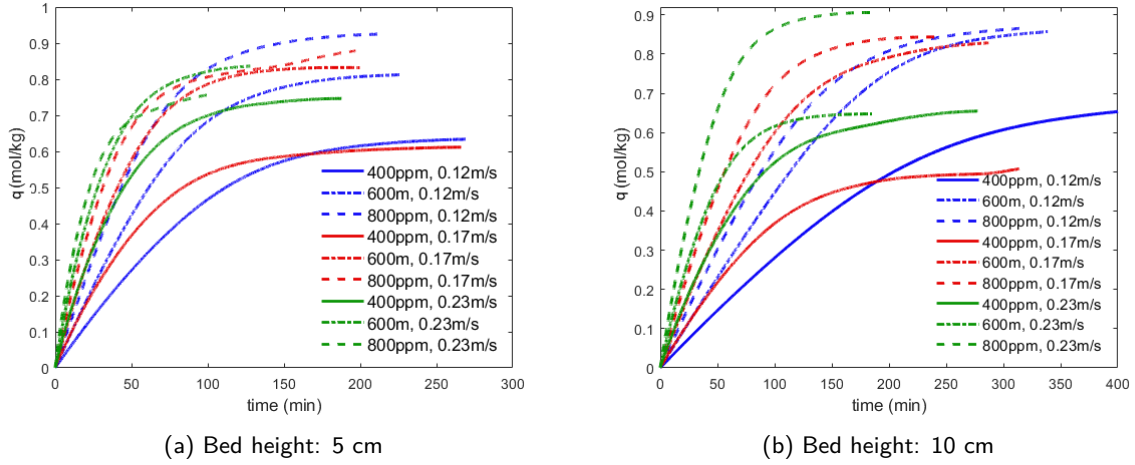 1
0.9
0.8
0.7
0.6
0.5
0.4
0.3
0.2
0.1
0
q(mol/kg)
400ppm, 0.12m/s
600m, 0.12m/s
800ppm, 0.12m/s
400ppm, 0.17m/s
600m, 0.17m/s
800ppm, 0.17m/s
400ppm, 0.23m/s
600m, 0.23m/s
800ppm, 0.23m/s
0 50 100 150 200 250 300
time (min)
(a) Bed height: 5 cm
0.9
0.8
0.7
0.6
0.5
0.4
0.3
0.2
0.1
0
q(mol/kg)
400ppm, 0.12m/s
600m, 0.12m/s
800ppm, 0.12m/s
400ppm, 0.17m/s
600m, 0.17m/s
800ppm, 0.17m/s
400ppm, 0.23m/s
600m, 0.23m/s
800ppm, 0.23m/s
0 50 100 150 200 250 300 350 400
time (min)
(b) Bed height: 10 cm